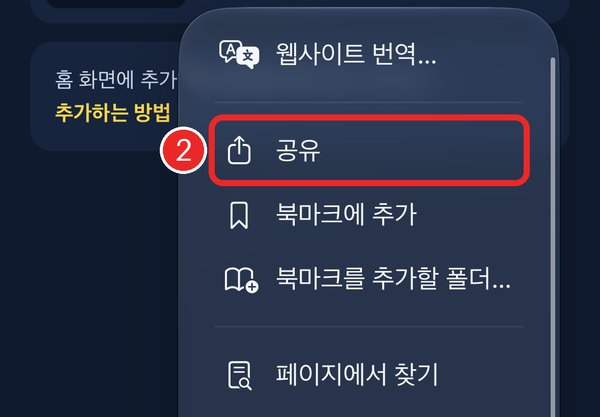 웹사이트 번역...
홈 화면에 추가
추가하는 방법
2 공유
북마크에 추가
북마크를 추가할 폴더...
페이지에서 찾기